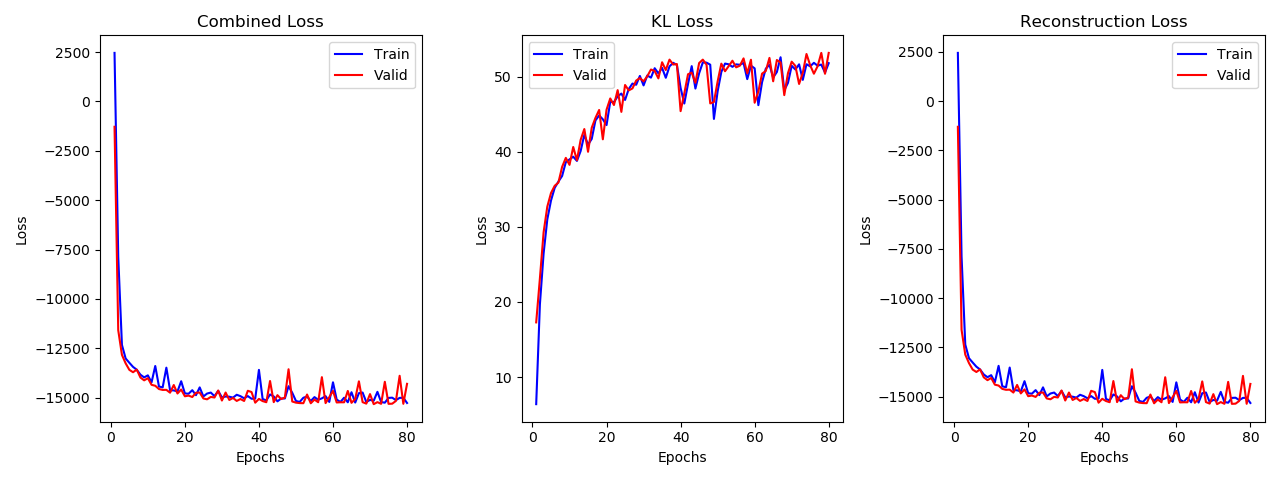 Combined Loss
Train
Valid
2500
0
−2500
−5000
−7500
−10000
−12500
−15000
Loss
0 20 40 60 80
Epochs
KL Loss
Train
Valid
50
40
30
20
10
Loss
0 20 40 60 80
Epochs
Reconstruction Loss
Train
Valid
2500
0
−2500
−5000
−7500
−10000
−12500
−15000
Loss
0 20 40 60 80
Epochs